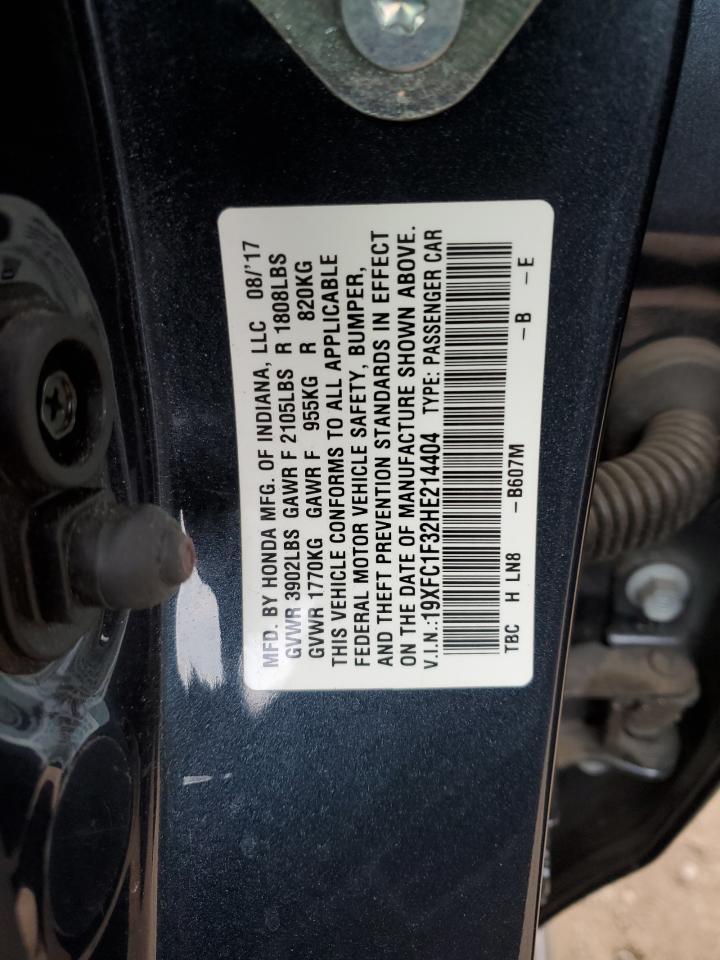 MFD. BY HONDA MFG. OF INDIANA, LLC 08/'17
GVWR 3902LBS GAWR F 2105LBS R 1808LBS
GVWR 1770KG GAWR F 955KG R 820KG
THIS VEHICLE CONFORMS TO ALL APPLICABLE
FEDERAL MOTOR VEHICLE SAFETY, BUMPER,
AND THEFT PREVENTION STANDARDS IN EFFECT
ON THE DATE OF MANUFACTURE SHOWN ABOVE.
V.I.N.:19XFC1F32HE214404 TYPE: PASSENGER CAR
TBC H LN8 -B607M -B -E